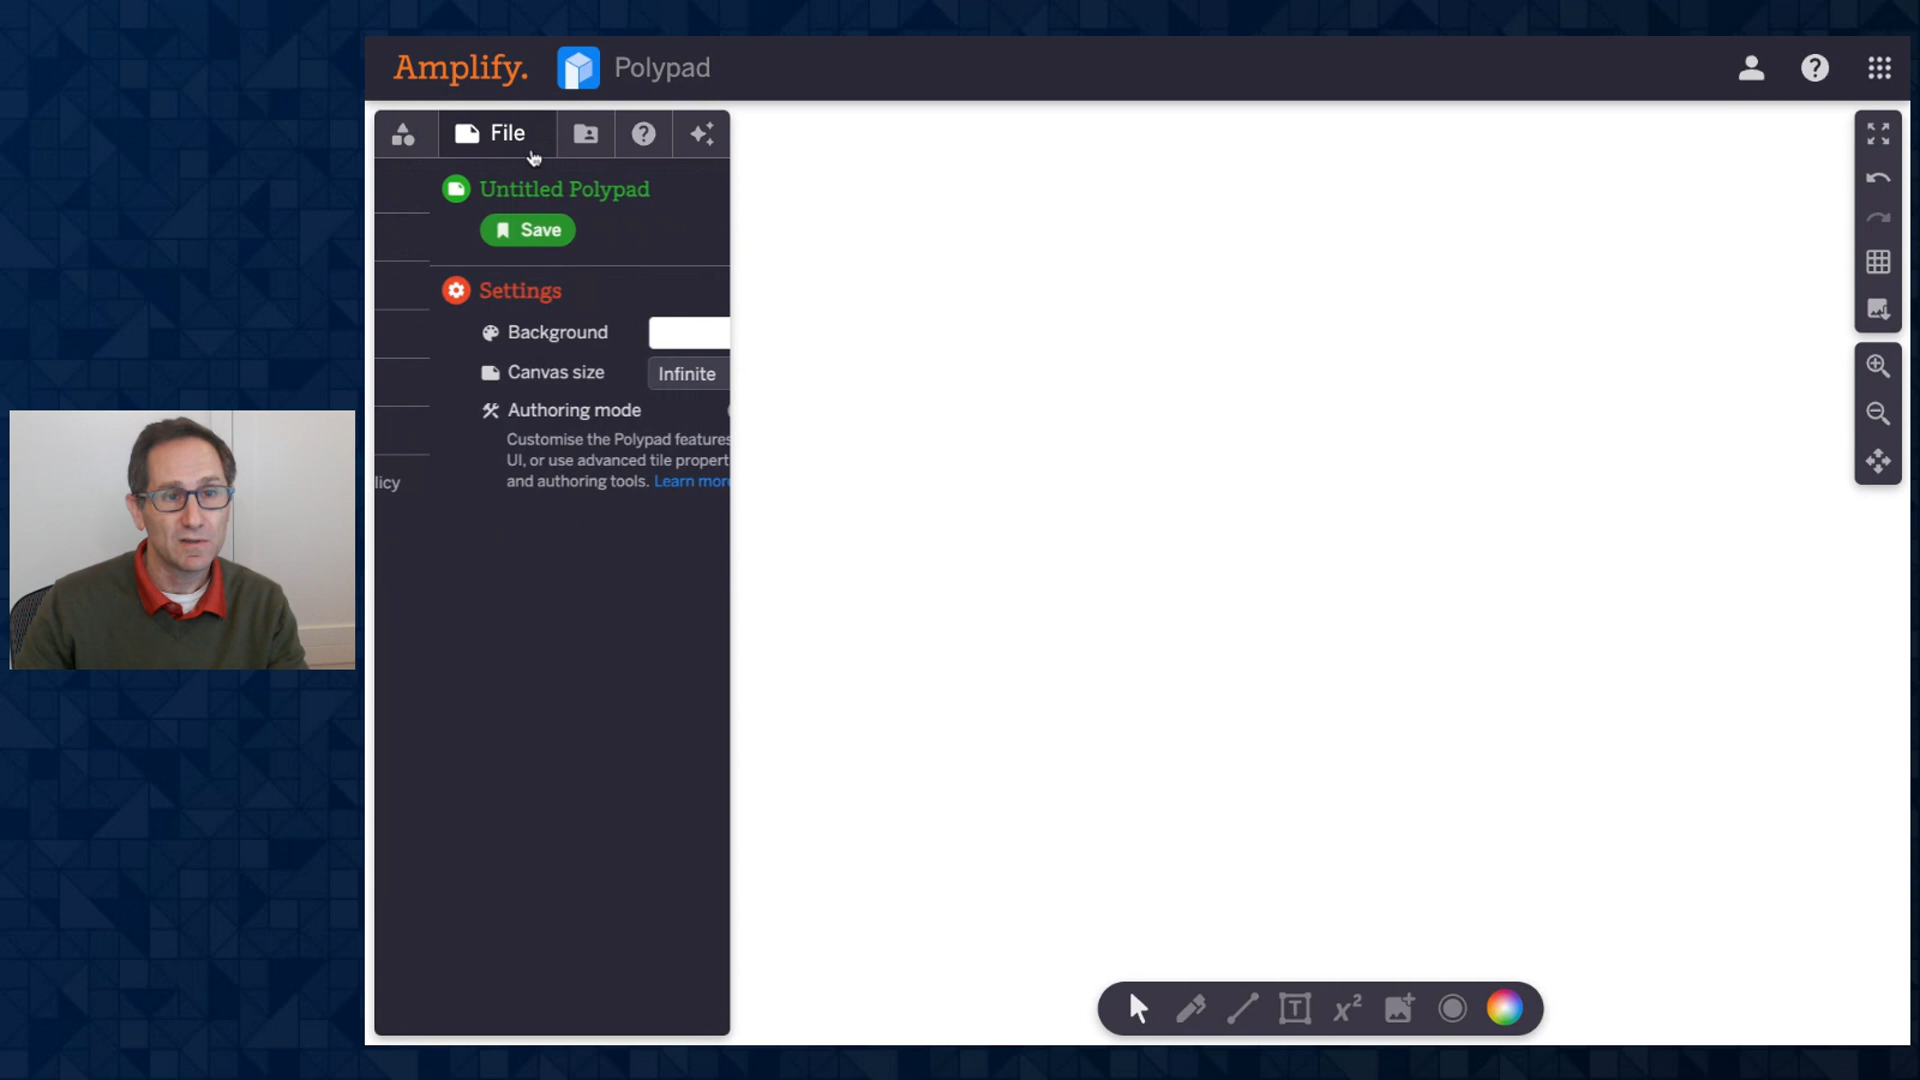 Amplify. Polypad
File
Untitled Polypad
Save
Settings
Background
Canvas size Infinite
Authoring mode
Customise the Polypad features
UI, or use advanced tile propert
and authoring tools. Learn more
licy
T
x²